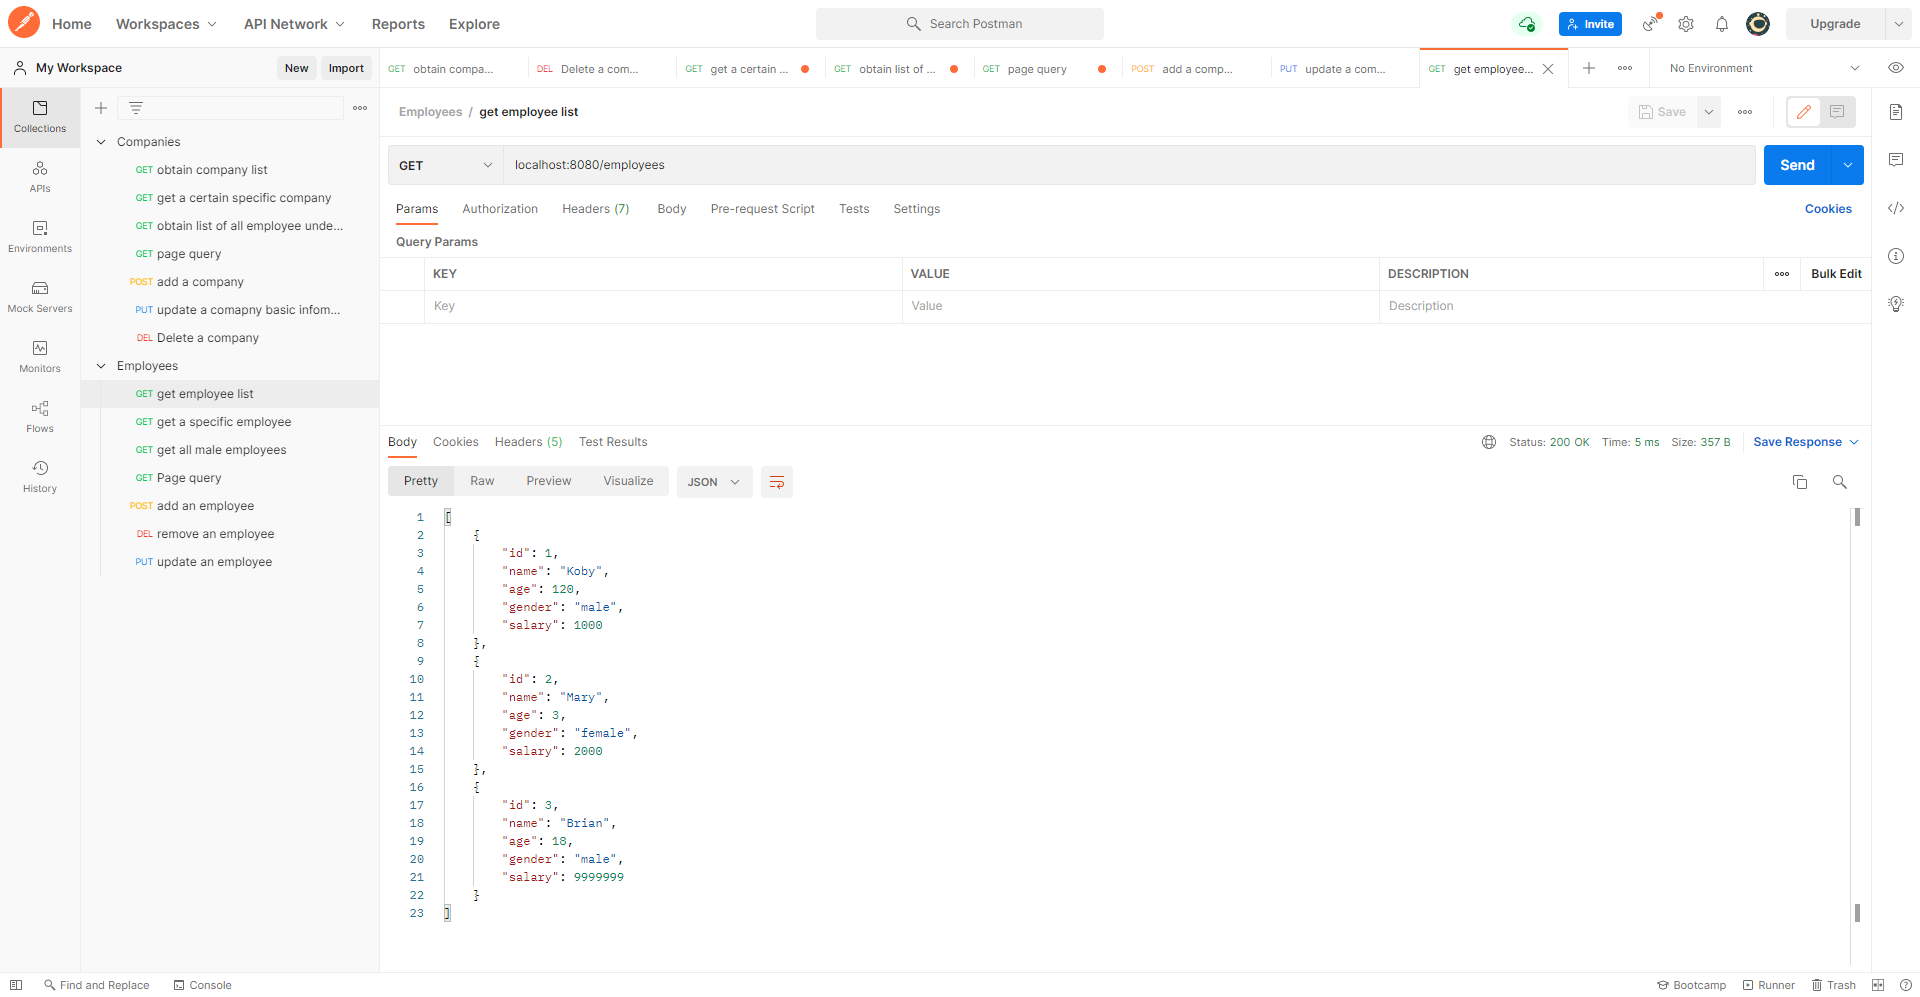 Home Workspaces API Network Reports Explore Search Postman Invite Upgrade
My Workspace New Import GET obtain compa... DEL Delete a com... GET get a certain ... GET obtain list of ... GET page query POST add a comp... PUT update a com... GET get employee... No Environment
Employees / get employee list Save
Collections
APIs
Environments
Mock Servers
Monitors
Flows
History
Companies
GET obtain company list
GET get a certain specific company
GET obtain list of all employee unde...
GET page query
POST add a company
PUT update a comapny basic infom...
DEL Delete a company
Employees
GET get employee list
GET get a specific employee
GET get all male employees
GET Page query
POST add an employee
DEL remove an employee
PUT update an employee
GET localhost:8080/employees Send
Params Authorization Headers (7) Body Pre-request Script Tests Settings Cookies
Query Params
KEY VALUE DESCRIPTION Bulk Edit
Key Value Description
Body Cookies Headers (5) Test Results Status: 200 OK Time: 5 ms Size: 357 B Save Response
Pretty Raw Preview Visualize JSON
1 [
2 {
3 "id": 1,
4 "name": "Koby",
5 "age": 120,
6 "gender": "male",
7 "salary": 1000
8 },
9 {
10 "id": 2,
11 "name": "Mary",
12 "age": 3,
13 "gender": "female",
14 "salary": 2000
15 },
16 {
17 "id": 3,
18 "name": "Brian",
19 "age": 18,
20 "gender": "male",
21 "salary": 9999999
22 }
23 ]
Find and Replace Console Bootcamp Runner Trash